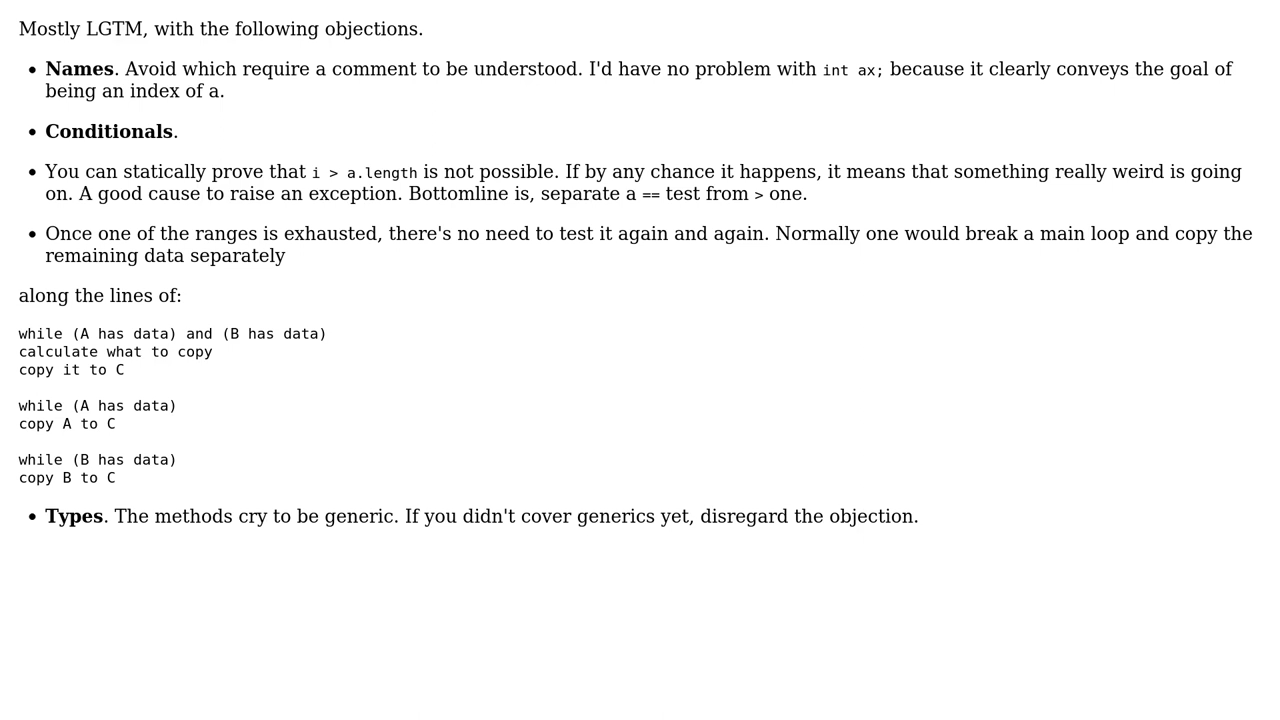 Mostly LGTM, with the following objections.
• Names. Avoid which require a comment to be understood. I'd have no problem with int ax; because it clearly conveys the goal of
being an index of a.
• Conditionals.
• You can statically prove that i > a.length is not possible. If by any chance it happens, it means that something really weird is going
on. A good cause to raise an exception. Bottomline is, separate a == test from > one.
• Once one of the ranges is exhausted, there's no need to test it again and again. Normally one would break a main loop and copy the
remaining data separately
along the lines of:
while (A has data) and (B has data)
calculate what to copy
copy it to C
while (A has data)
copy A to C
while (B has data)
copy B to C
• Types. The methods cry to be generic. If you didn't cover generics yet, disregard the objection.